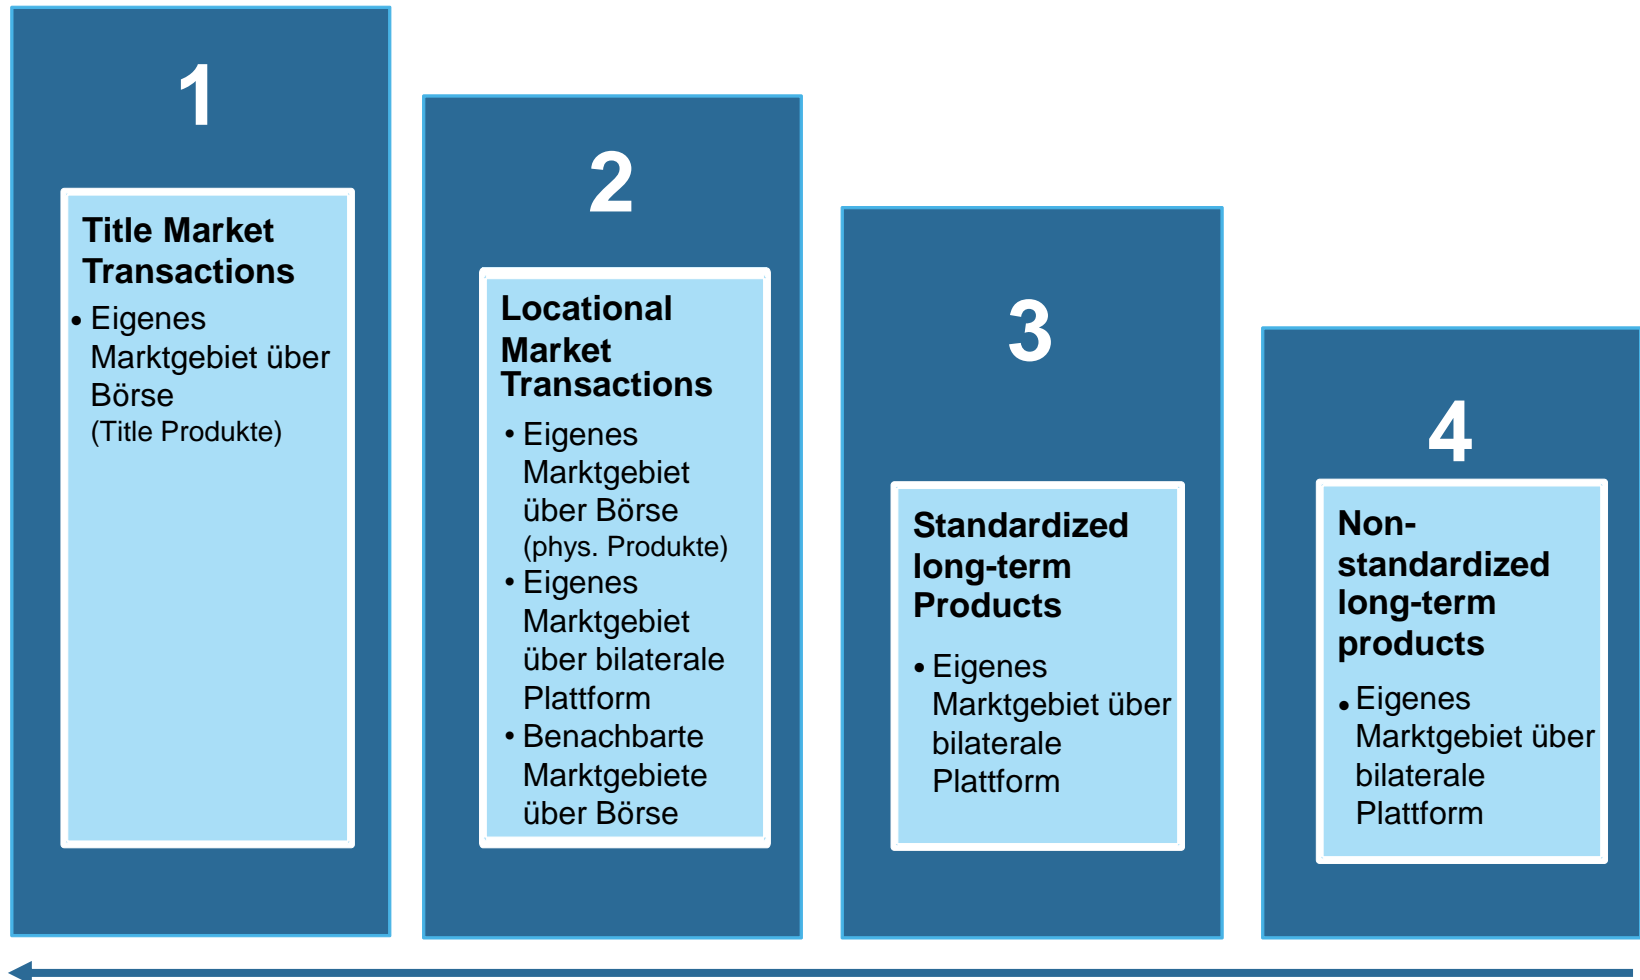 1
Title Market
Transactions
• Eigenes
Marktgebiet über
Börse
(Title Produkte)
2
Locational
Market
Transactions
• Eigenes
Marktgebiet
über Börse
(phys. Produkte)
• Eigenes
Marktgebiet
über bilaterale
Plattform
• Benachbarte
Marktgebiete
über Börse
3
Standardized
long-term
Products
• Eigenes
Marktgebiet über
bilaterale
Plattform
4
Non-
standardized
long-term
products
• Eigenes
Marktgebiet über
bilaterale
Plattform